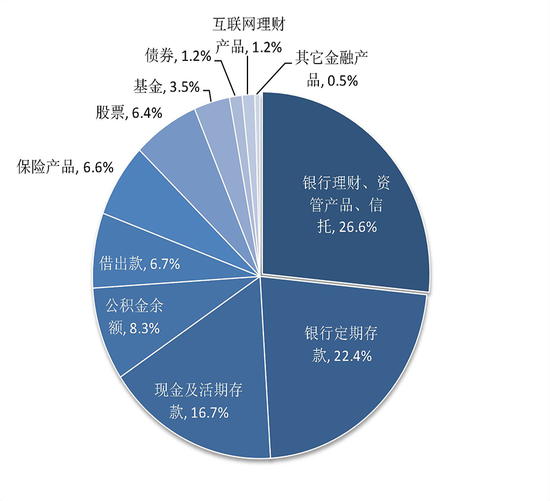 互联网理财
产品, 1.2%
债券, 1.2%
其它金融产
品, 0.5%
基金, 3.5%
股票, 6.4%
保险产品, 6.6%
银行理财、资
管产品、信
托, 26.6%
借出款, 6.7%
公积金余
额, 8.3%
银行定期存
款, 22.4%
现金及活期存
款, 16.7%